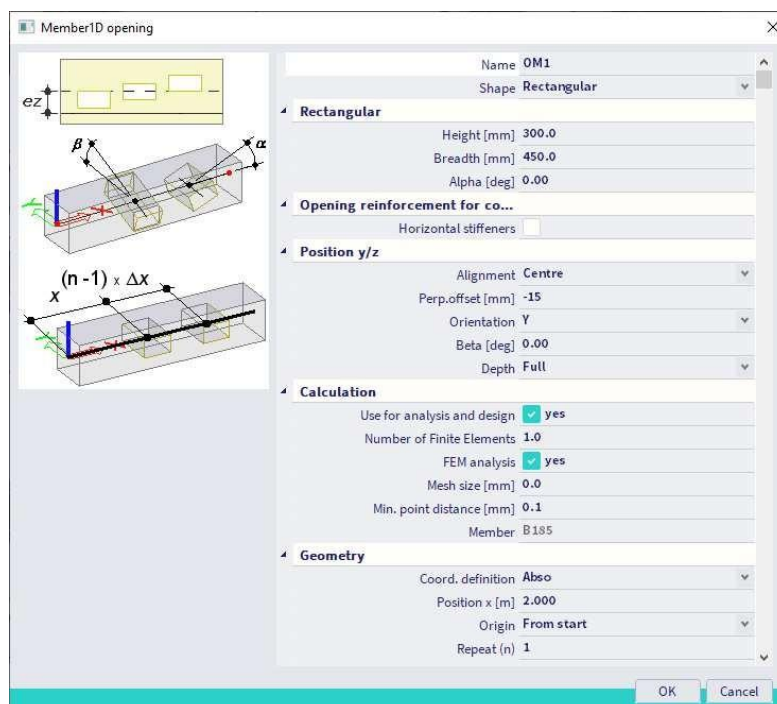 Member1D opening
ez
β
α
(n -1) x Δx
x
Name OM1
Shape Rectangular
Rectangular
Height [mm] 300.0
Breadth [mm] 450.0
Alpha [deg] 0.00
Opening reinforcement for co...
Horizontal stiffeners
Position y/z
Alignment Centre
Perp.offset [mm] -15
Orientation Y
Beta [deg] 0.00
Depth Full
Calculation
Use for analysis and design yes
Number of Finite Elements 1.0
FEM analysis yes
Mesh size [mm] 0.0
Min. point distance [mm] 0.1
Member B185
Geometry
Coord. definition Abso
Position x [m] 2.000
Origin From start
Repeat (n) 1
OK Cancel